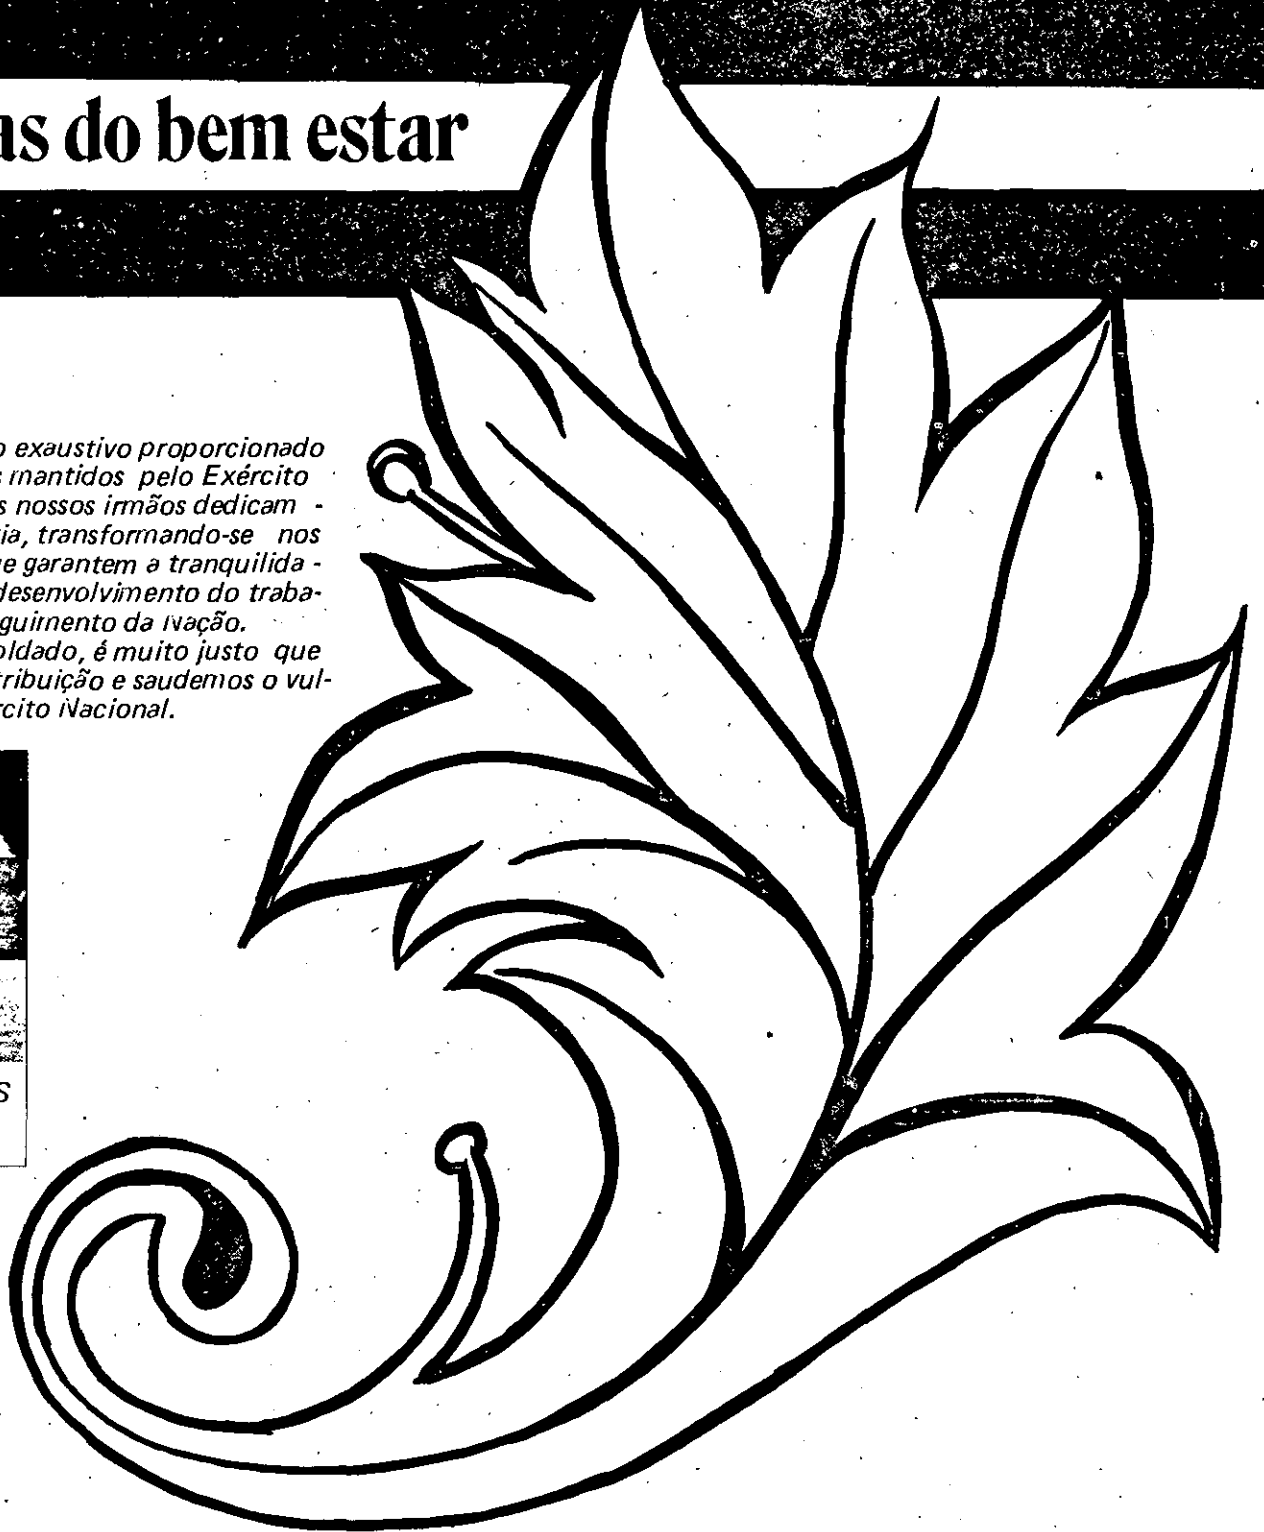 as do bem estar
o exaustivo proporcionado
s mantidos pelo Exército
s nossos irmãos dedicam -
ia, transformando-se nos
ue garantem a tranquilida -
desenvolvimento do traba-
guimento da Nação.
oldado, é muito justo que
tribuição e saudemos o vul-
rcito Nacional.
S